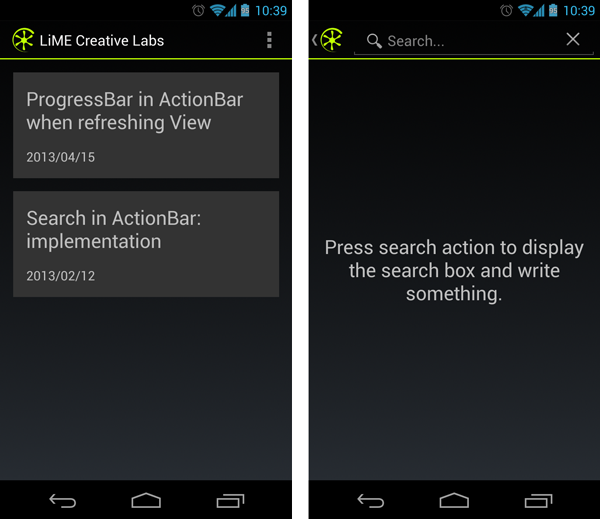 10:39
LiME Creative Labs
ProgressBar in ActionBar
when refreshing View
2013/04/15
Search in ActionBar:
implementation
2013/02/12
10:39
Search...
Press search action to display
the search box and write
something.